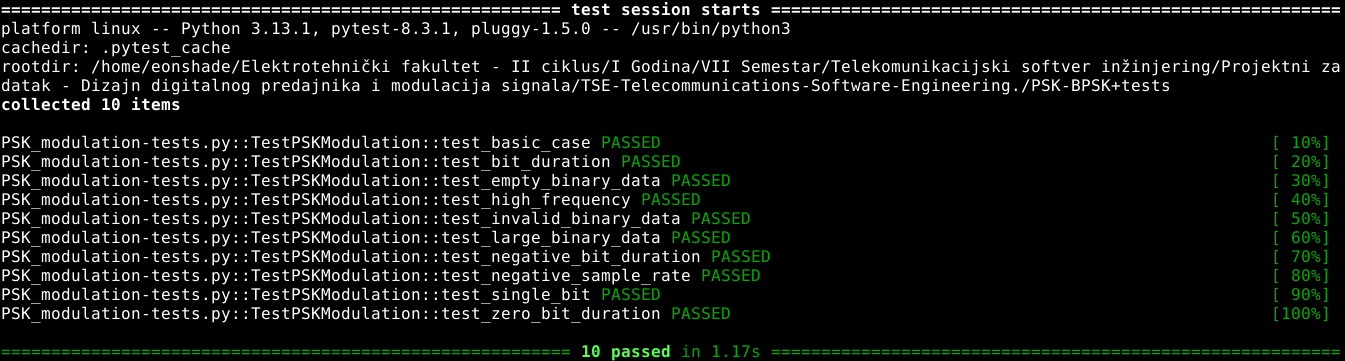 ======================================================== test session starts =========================================================
platform linux -- Python 3.13.1, pytest-8.3.1, pluggy-1.5.0 -- /usr/bin/python3
cachedir: .pytest_cache
rootdir: /home/eonshade/Elektrotehnički fakultet - II ciklus/I Godina/VII Semestar/Telekomunikacijski softver inžinjering/Projektni za
datak - Dizajn digitalnog predajnika i modulacija signala/TSE-Telecommunications-Software-Engineering./PSK-BPSK+tests
collected 10 items
PSK_modulation-tests.py::TestPSKModulation::test_basic_case PASSED [ 10%]
PSK_modulation-tests.py::TestPSKModulation::test_bit_duration PASSED [ 20%]
PSK_modulation-tests.py::TestPSKModulation::test_empty_binary_data PASSED [ 30%]
PSK_modulation-tests.py::TestPSKModulation::test_high_frequency PASSED [ 40%]
PSK_modulation-tests.py::TestPSKModulation::test_invalid_binary_data PASSED [ 50%]
PSK_modulation-tests.py::TestPSKModulation::test_large_binary_data PASSED [ 60%]
PSK_modulation-tests.py::TestPSKModulation::test_negative_bit_duration PASSED [ 70%]
PSK_modulation-tests.py::TestPSKModulation::test_negative_sample_rate PASSED [ 80%]
PSK_modulation-tests.py::TestPSKModulation::test_single_bit PASSED [ 90%]
PSK_modulation-tests.py::TestPSKModulation::test_zero_bit_duration PASSED [100%]
========================================================= 10 passed in 1.17s =========================================================